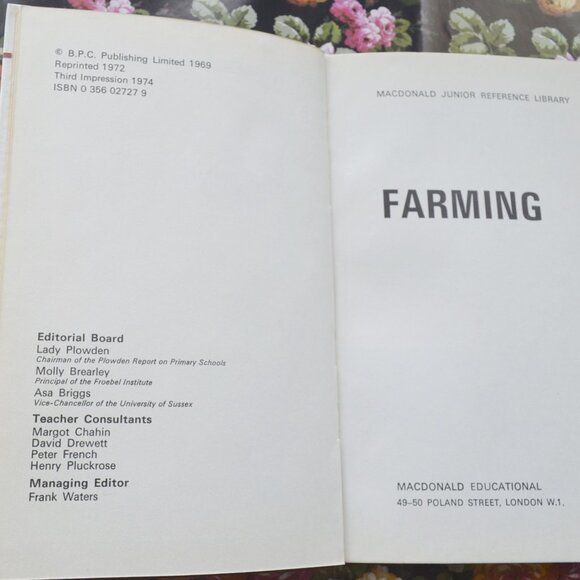 © B.P.C. Publishing Limited 1969
Reprinted 1972
Third Impression 1974
ISBN 0 356 02727 9
Editorial Board
Lady Plowden
Chairman of the Plowden Report on Primary Schools
Molly Brearley
Principal of the Froebel Institute
Asa Briggs
Vice-Chancellor of the University of Sussex
Teacher Consultants
Margot Chahin
David Drewett
Peter French
Henry Pluckrose
Managing Editor
Frank Waters
MACDONALD JUNIOR REFERENCE LIBRARY
FARMING
MACDONALD EDUCATIONAL
49–50 POLAND STREET, LONDON W.1.